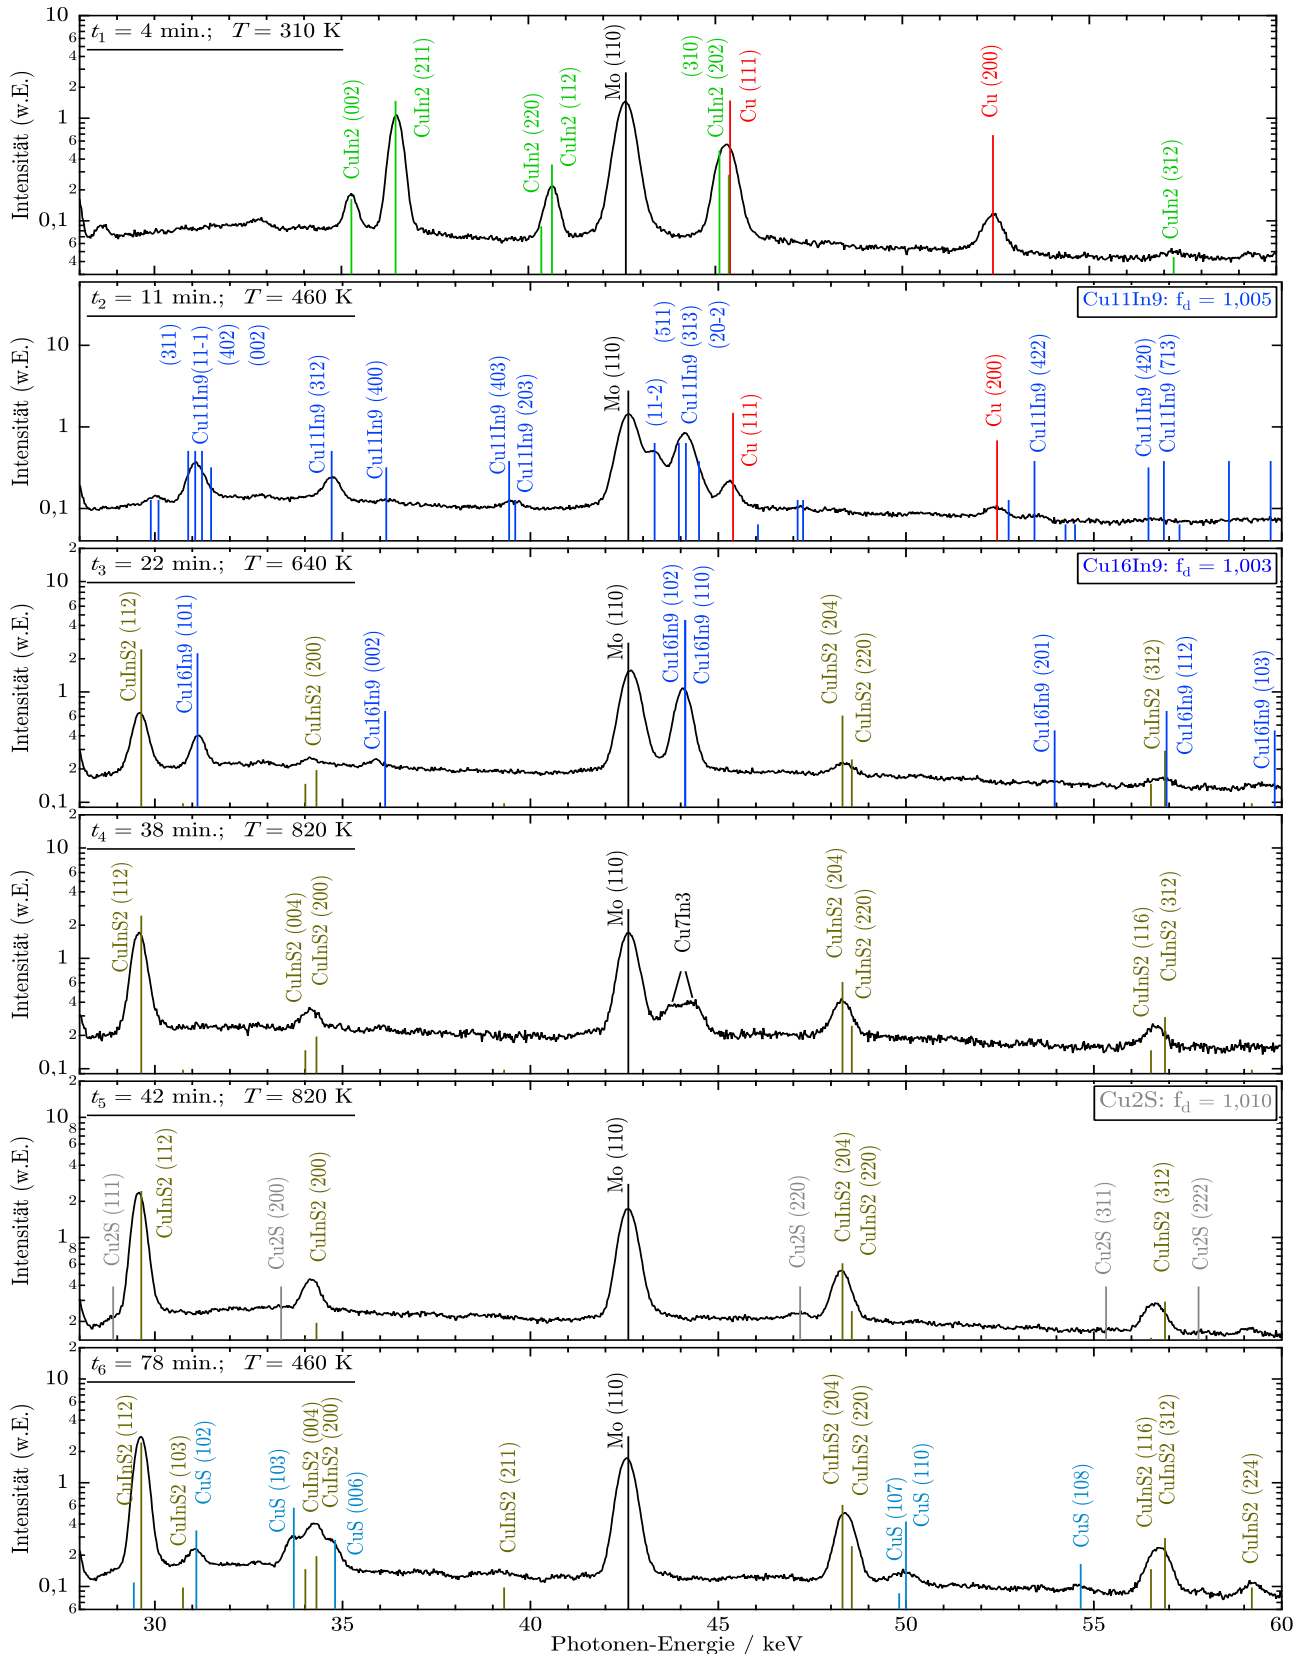 t1 = 4 min.; T = 310 K
Intensität (w.E.)
10
6
4
2
1
6
4
2
0,1
6
4
CuIn2 (002)
CuIn2 (211)
CuIn2 (220)
CuIn2 (112)
Mo (110)
(310)
CuIn2 (202)
Cu (111)
Cu (200)
CuIn2 (312)
t2 = 11 min.; T = 460 K
Cu11In9: fd = 1,005
Intensität (w.E.)
10
1
0,1
(311)
Cu11In9(11-1)
(402)
(002)
Cu11In9 (312)
Cu11In9 (400)
Cu11In9 (403)
Cu11In9 (203)
Mo (110)
(11-2)
(511)
Cu11In9 (313)
(20-2)
Cu (111)
Cu (200)
Cu11In9 (422)
Cu11In9 (420)
Cu11In9 (713)
t3 = 22 min.; T = 640 K
Cu16In9: fd = 1,003
Intensität (w.E.)
2
10
6
4
2
1
6
4
2
0,1
CuInS2 (112)
Cu16In9 (101)
CuInS2 (200)
Cu16In9 (002)
Mo (110)
Cu16In9 (102)
Cu16In9 (110)
CuInS2 (204)
CuInS2 (220)
Cu16In9 (201)
CuInS2 (312)
Cu16In9 (112)
Cu16In9 (103)
t4 = 38 min.; T = 820 K
Intensität (w.E.)
2
10
6
4
2
1
6
4
2
0,1
CuInS2 (112)
CuInS2 (004)
CuInS2 (200)
Mo (110)
Cu7In3
CuInS2 (204)
CuInS2 (220)
CuInS2 (116)
CuInS2 (312)
t5 = 42 min.; T = 820 K
Cu2S: fd = 1,010
Intensität (w.E.)
2
10
8
6
4
2
1
8
6
4
2
Cu2S (111)
CuInS2 (112)
Cu2S (200)
CuInS2 (200)
Mo (110)
Cu2S (220)
CuInS2 (204)
CuInS2 (220)
Cu2S (311)
CuInS2 (312)
Cu2S (222)
t6 = 78 min.; T = 460 K
Intensität (w.E.)
2
10
6
4
2
1
6
4
2
0,1
6
CuInS2 (112)
CuInS2 (103)
CuS (102)
CuS (103)
CuInS2 (004)
CuInS2 (200)
CuS (006)
CuInS2 (211)
Mo (110)
CuInS2 (204)
CuInS2 (220)
CuS (107)
CuS (110)
CuS (108)
CuInS2 (116)
CuInS2 (312)
CuInS2 (224)
30 35 40 45 50 55 60
Photonen-Energie / keV